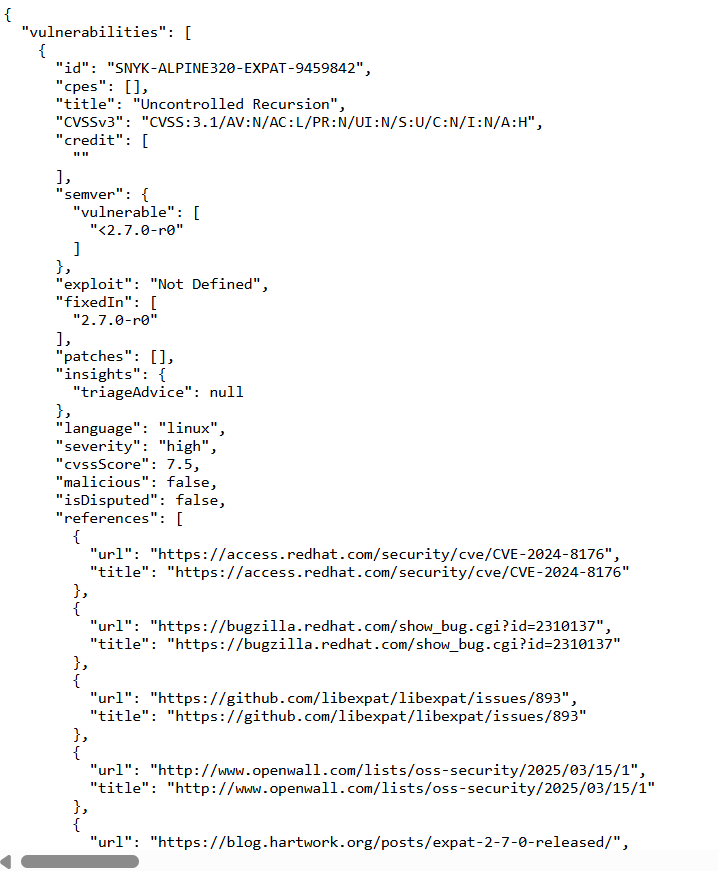 {
  "vulnerabilities": [
    {
      "id": "SNYK-ALPINE320-EXPAT-9459842",
      "cpes": [],
      "title": "Uncontrolled Recursion",
      "CVSSv3": "CVSS:3.1/AV:N/AC:L/PR:N/UI:N/S:U/C:N/I:N/A:H",
      "credit": [
        ""
      ],
      "semver": {
        "vulnerable": [
          "<2.7.0-r0"
        ]
      },
      "exploit": "Not Defined",
      "fixedIn": [
        "2.7.0-r0"
      ],
      "patches": [],
      "insights": {
        "triageAdvice": null
      },
      "language": "linux",
      "severity": "high",
      "cvssScore": 7.5,
      "malicious": false,
      "isDisputed": false,
      "references": [
        {
          "url": "https://access.redhat.com/security/cve/CVE-2024-8176",
          "title": "https://access.redhat.com/security/cve/CVE-2024-8176"
        },
        {
          "url": "https://bugzilla.redhat.com/show_bug.cgi?id=2310137",
          "title": "https://bugzilla.redhat.com/show_bug.cgi?id=2310137"
        },
        {
          "url": "https://github.com/libexpat/libexpat/issues/893",
          "title": "https://github.com/libexpat/libexpat/issues/893"
        },
        {
          "url": "http://www.openwall.com/lists/oss-security/2025/03/15/1",
          "title": "http://www.openwall.com/lists/oss-security/2025/03/15/1"
        },
        {
          "url": "https://blog.hartwork.org/posts/expat-2-7-0-released/",